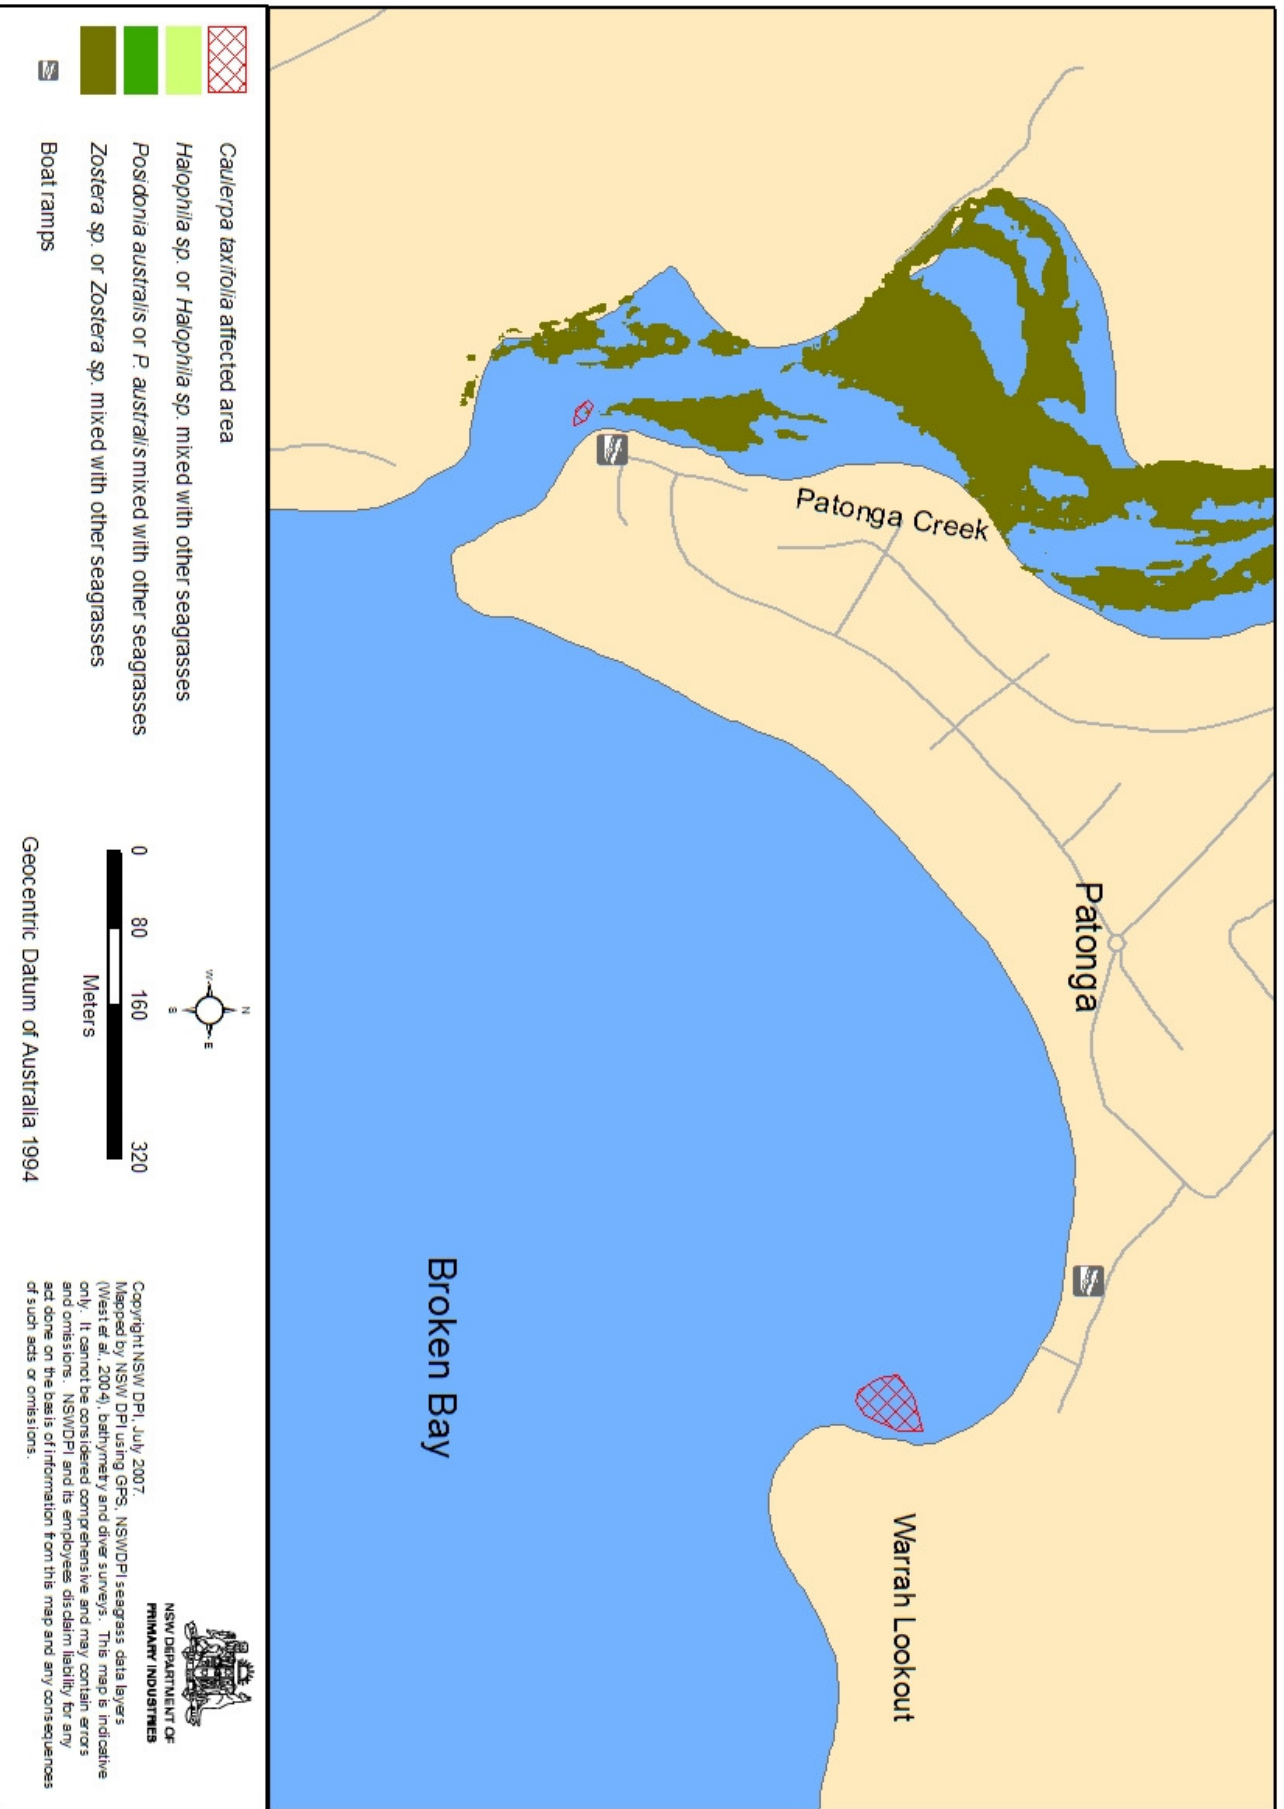 Patonga Creek
Patonga
Broken Bay
Warrah Lookout
Caulerpa taxifolia affected area
Halophila sp. or Halophila sp. mixed with other seagrasses
Posidonia australis or P. australis mixed with other seagrasses
Zostera sp. or Zostera sp. mixed with other seagrasses
Boat ramps
N
W
E
S
0 80 160 320
Meters
Geocentric Datum of Australia 1994
NSW DEPARTMENT OF
PRIMARY INDUSTRIES
Copyright NSW DPI, July 2007.
Mapped by NSW DPI using GPS, NSWDPI seagrass data layers
(West et al., 2004), bathymetry and diver surveys. This map is indicative
only. It cannot be considered comprehensive and may contain errors
and omissions. NSWDPI and its employees disclaim liability for any
act done on the basis of information from this map and any consequences
of such acts or omissions.